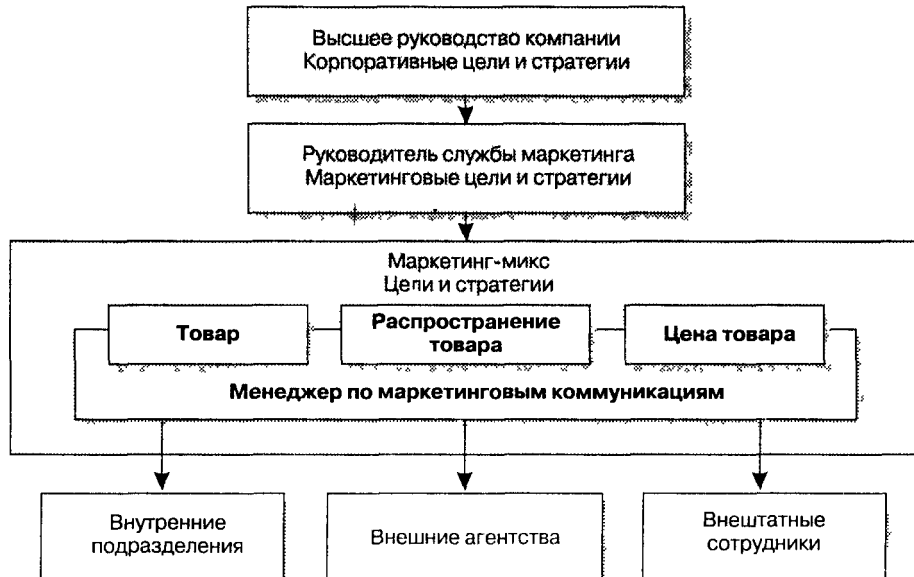 Высшее руководство компании
Корпоративные цели и стратегии
Руководитель службы маркетинга
Маркетинговые цели и стратегии
Маркетинг-микс
Цели и стратегии
Товар
Распространение
товара
Цена товара
Менеджер по маркетинговым коммуникациям
Внутренние
подразделения
Внешние агентства
Внештатные
сотрудники